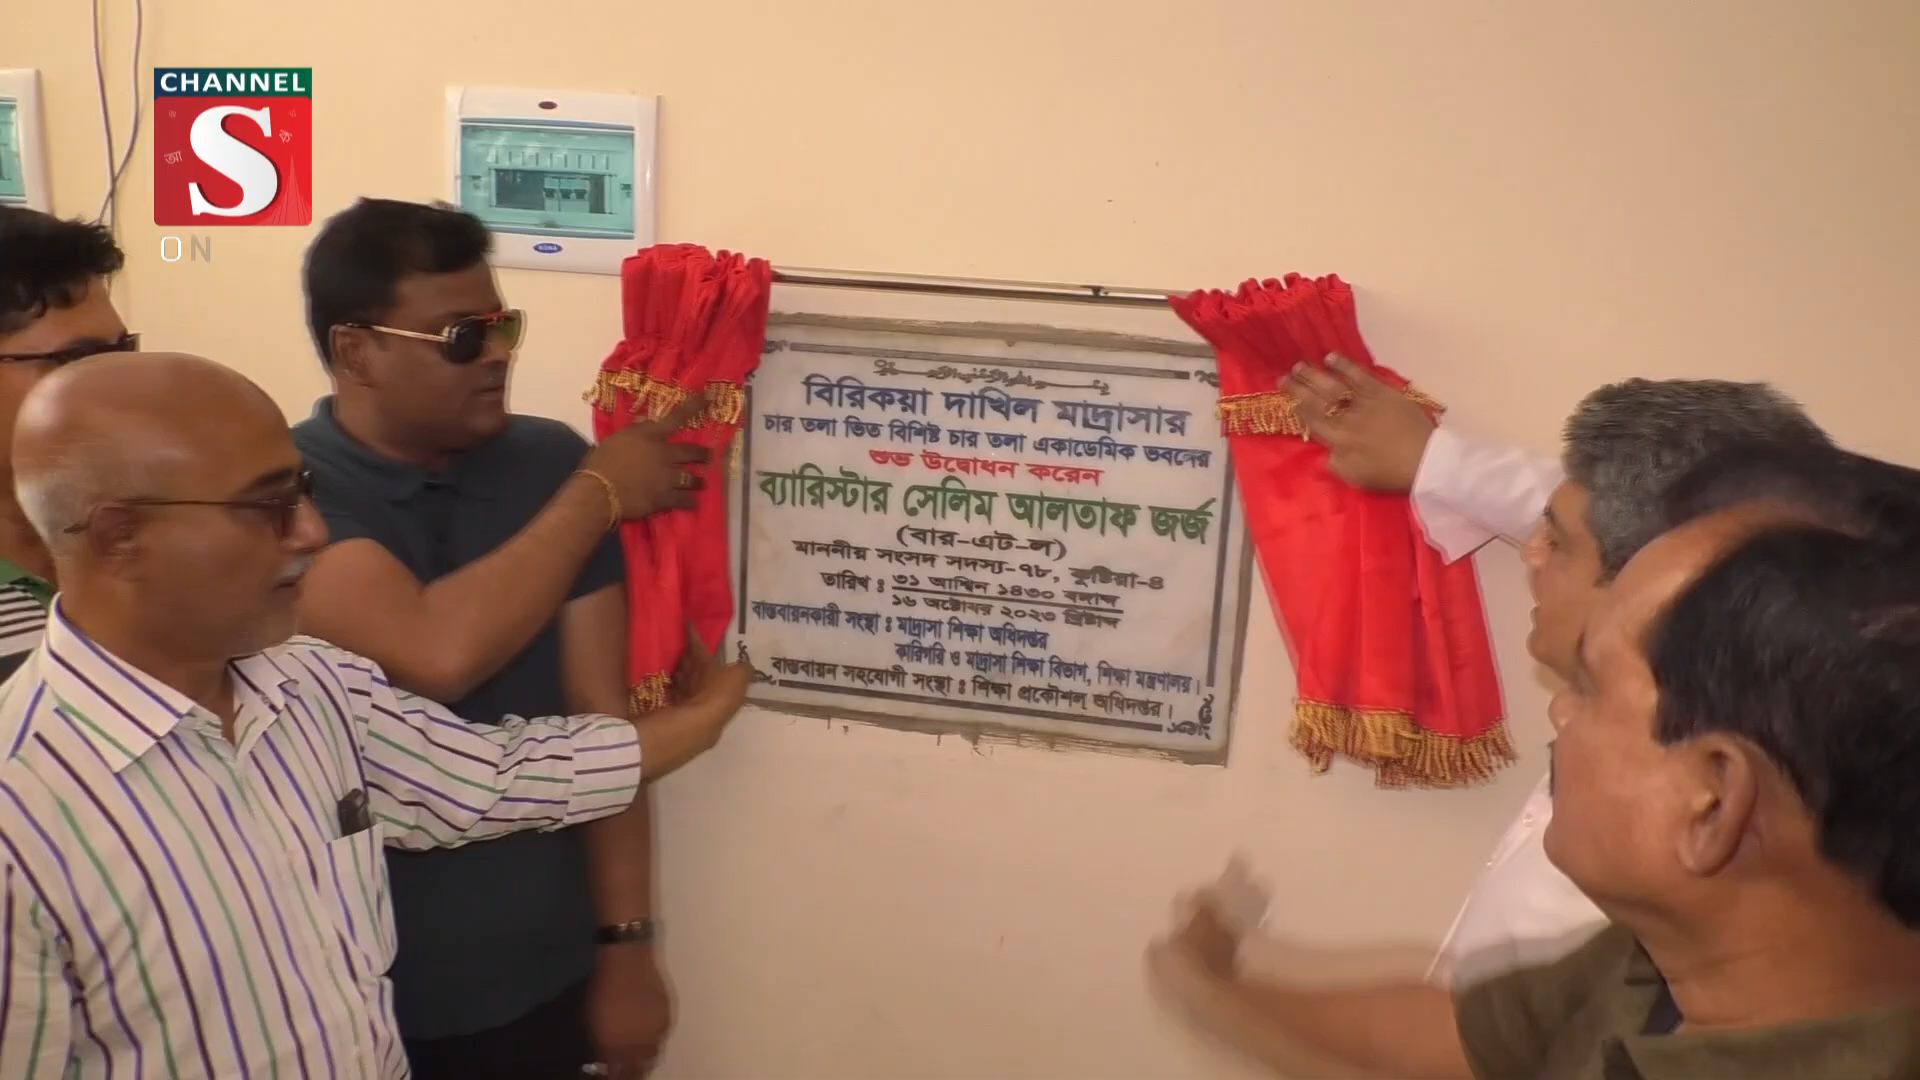 CHANNEL
S
ON
SONA
বিরিকয়া দাখিল মাদ্রাসার
চার তলা ভিত বিশিষ্ট চার তলা একাডেমিক ভবনের
শুভ উদ্বোধন করেন
ব্যারিস্টার সেলিম আলতাফ জর্জ
(বার-এট-ল)
মাননীয় সংসদ সদস্য-৭৮, কুষ্টিয়া-৪
তারিখ : ৩১ আশ্বিন ১৪৩০ বঙ্গাব্দ
১৬ অক্টোবর ২০২৩ খ্রিষ্টাব্দ
বাস্তবায়নকারী সংস্থা : মাদ্রাসা শিক্ষা অধিদপ্তর
কারিগরি ও মাদ্রাসা শিক্ষা বিভাগ, শিক্ষা মন্ত্রণালয়।
বাস্তবায়ন সহযোগী সংস্থা : শিক্ষা প্রকৌশল অধিদপ্তর।